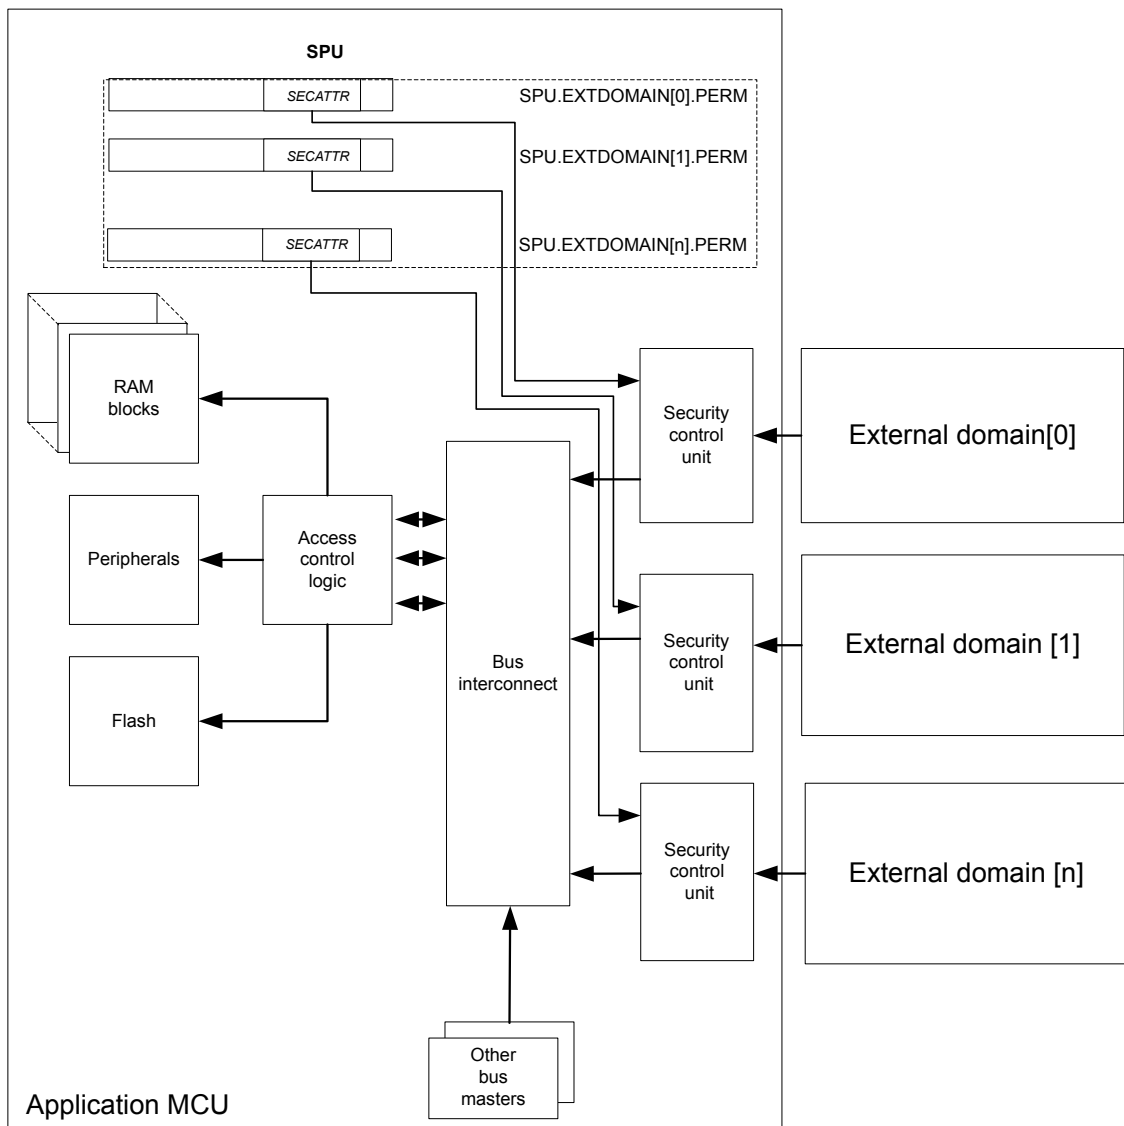 SPU
SECATTR
SPU.EXTDOMAIN[0].PERM
SECATTR
SPU.EXTDOMAIN[1].PERM
SECATTR
SPU.EXTDOMAIN[n].PERM
RAM
blocks
Peripherals
Flash
Access
control
logic
Bus
interconnect
Security
control
unit
External domain[0]
Security
control
unit
External domain [1]
Security
control
unit
External domain [n]
Other
bus
masters
Application MCU